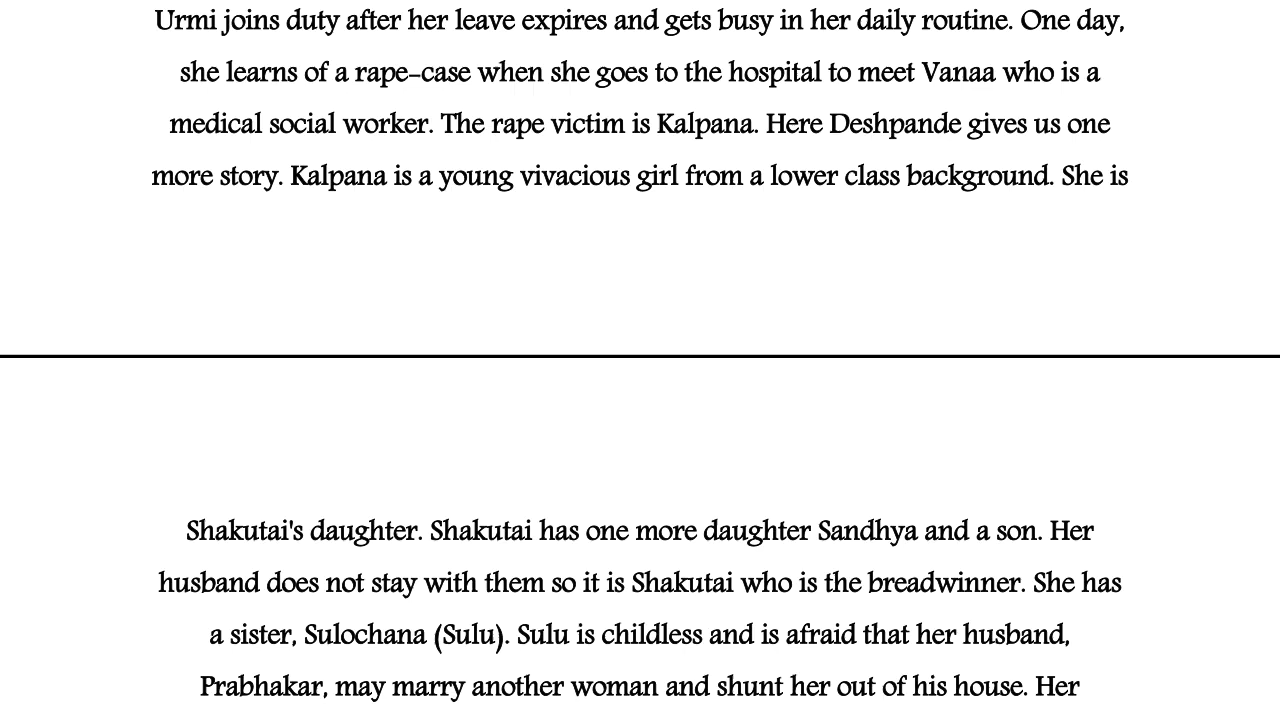 Urmi joins duty after her leave expires and gets busy in her daily routine. One day,
she learns of a rape-case when she goes to the hospital to meet Vanaa who is a
medical social worker. The rape victim is Kalpana. Here Deshpande gives us one
more story. Kalpana is a young vivacious girl from a lower class background. She is
Shakutai's daughter. Shakutai has one more daughter Sandhya and a son. Her
husband does not stay with them so it is Shakutai who is the breadwinner. She has
a sister, Sulochana (Sulu). Sulu is childless and is afraid that her husband,
Prabhakar, may marry another woman and shunt her out of his house. Her